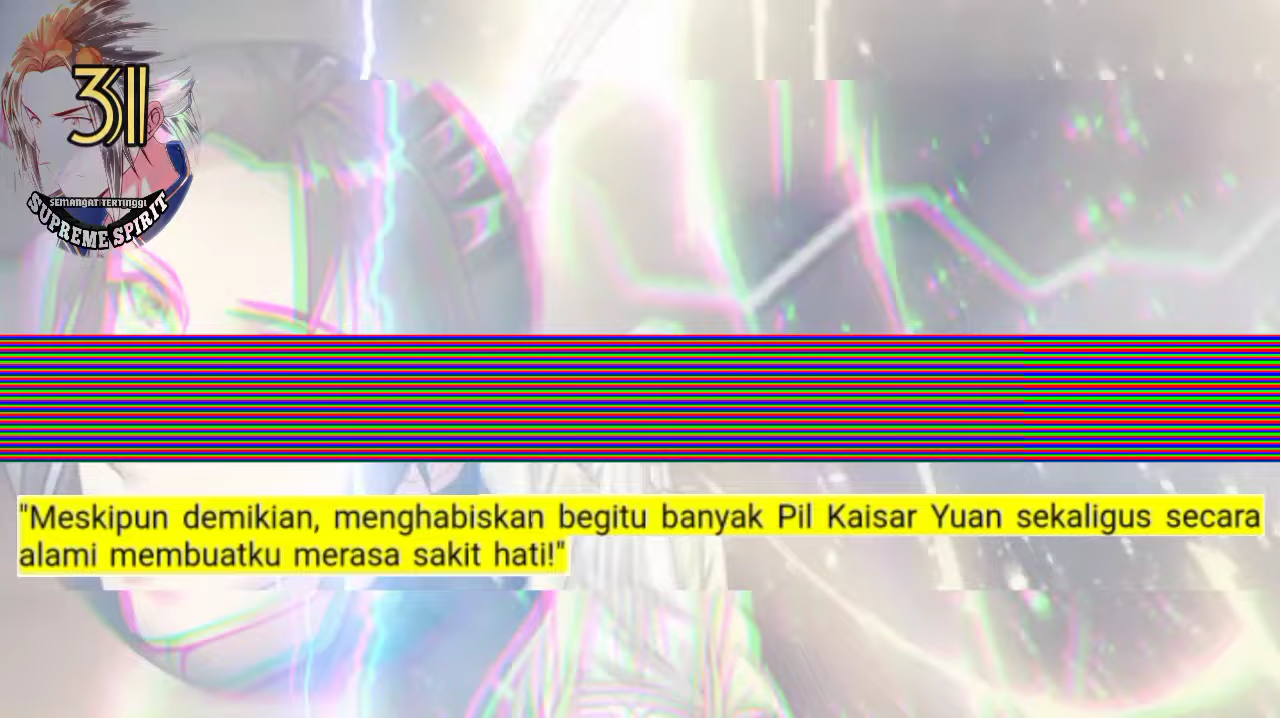 31
SEMANGAT TERTINGGI
SUPREME SPIRIT
"Meskipun demikian, menghabiskan begitu banyak Pil Kaisar Yuan sekaligus secara
alami membuatku merasa sakit hati!"